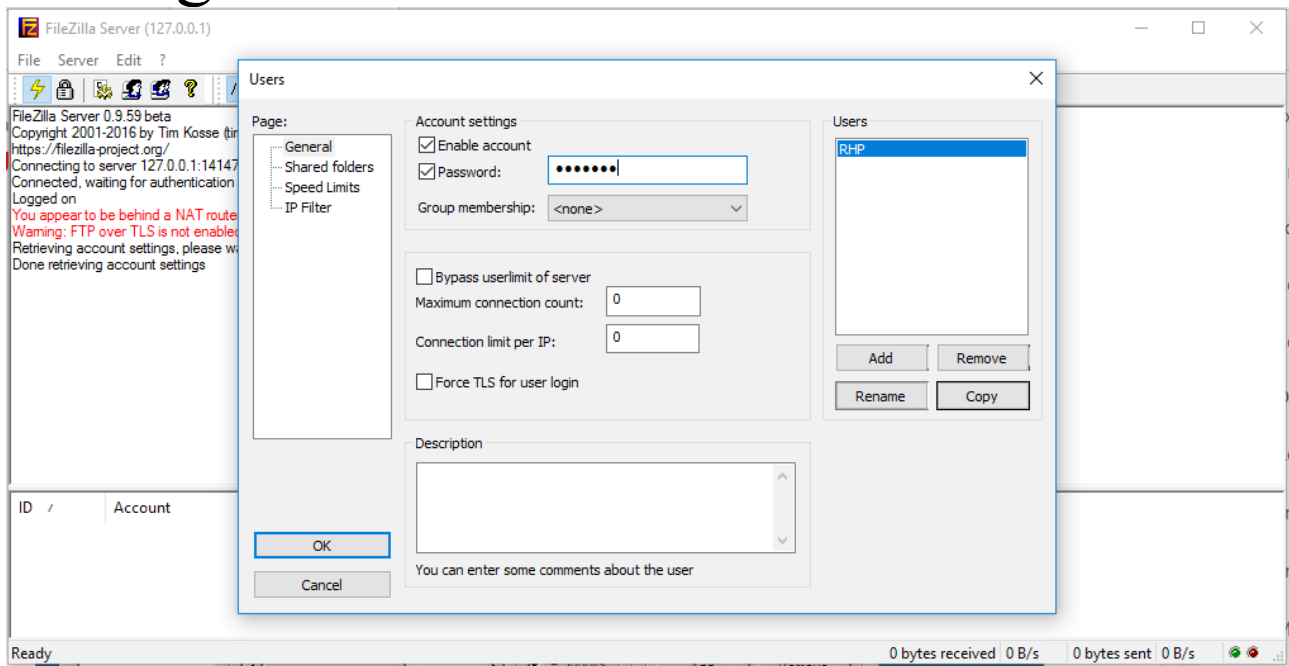 FileZilla Server (127.0.0.1)
File Server Edit ?
FileZilla Server 0.9.59 beta
Copyright 2001-2016 by Tim Kosse
https://filezilla-project.org/
Connecting to server 127.0.0.1:14147
Connected, waiting for authentication
Logged on
You appear to be behind a NAT
Warning: FTP over TLS is not
Retrieving account settings, please
Done retrieving account settings
ID / Account
Ready
0 bytes received 0 B/s 0 bytes sent 0 B/s
Users
Page:
General
Shared folders
Speed Limits
IP Filter
OK
Cancel
Account settings
Enable account
Password: •••••••
Group membership: <none>
Bypass userlimit of server
Maximum connection count: 0
Connection limit per IP: 0
Force TLS for user login
Description
You can enter some comments about the user
Users
RHP
Add Remove
Rename Copy